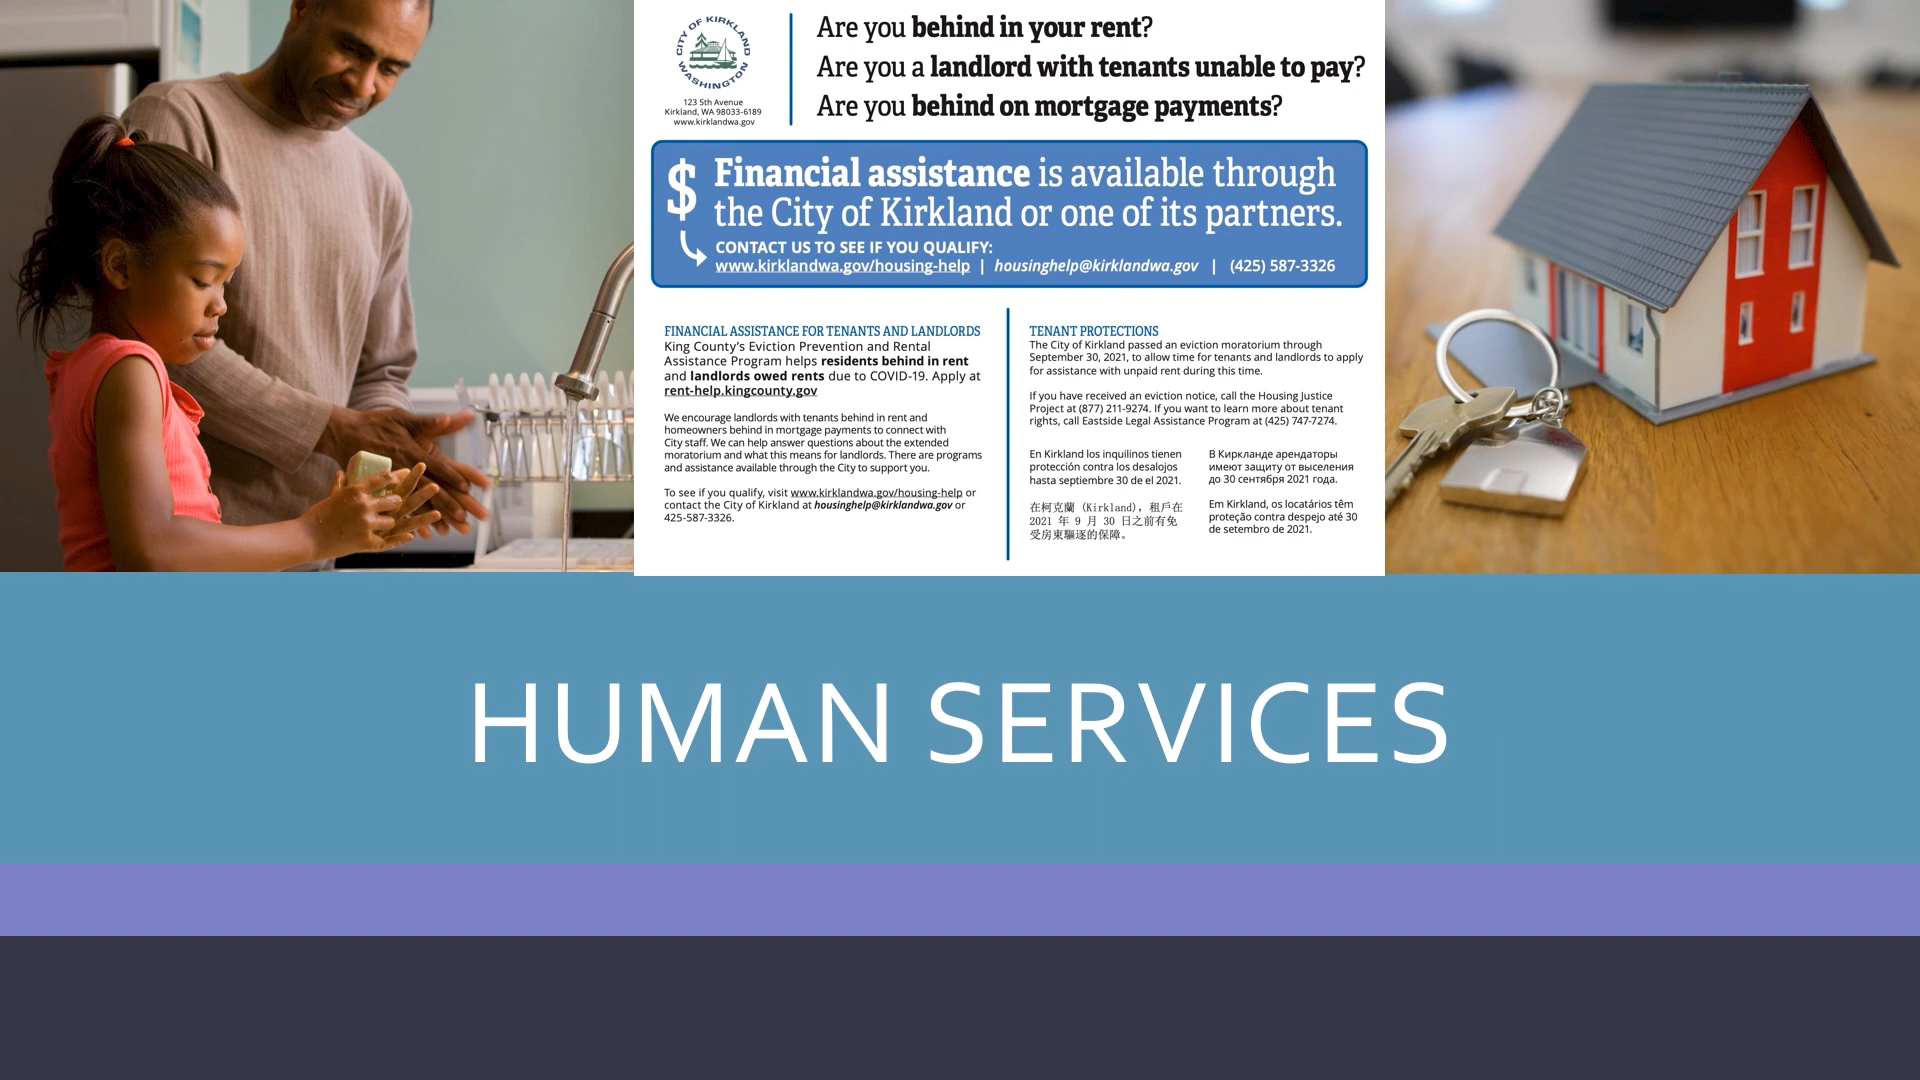 CITY OF KIRKLAND
WASHINGTON
123 5th Avenue
Kirkland, WA 98033-6189
www.kirklandwa.gov
Are you behind in your rent?
Are you a landlord with tenants unable to pay?
Are you behind on mortgage payments?
$
Financial assistance is available through
the City of Kirkland or one of its partners.
CONTACT US TO SEE IF YOU QUALIFY:
www.kirklandwa.gov/housing-help | housinghelp@kirklandwa.gov | (425) 587-3326
FINANCIAL ASSISTANCE FOR TENANTS AND LANDLORDS
King County's Eviction Prevention and Rental
Assistance Program helps residents behind in rent
and landlords owed rents due to COVID-19. Apply at
rent-help.kingcounty.gov
We encourage landlords with tenants behind in rent and
homeowners behind in mortgage payments to connect with
City staff. We can help answer questions about the extended
moratorium and what this means for landlords. There are programs
and assistance available through the City to support you.
To see if you qualify, visit www.kirklandwa.gov/housing-help or
contact the City of Kirkland at housinghelp@kirklandwa.gov or
425-587-3326.
TENANT PROTECTIONS
The City of Kirkland passed an eviction moratorium through
September 30, 2021, to allow time for tenants and landlords to apply
for assistance with unpaid rent during this time.
If you have received an eviction notice, call the Housing Justice
Project at (877) 211-9274. If you want to learn more about tenant
rights, call Eastside Legal Assistance Program at (425) 747-7274.
En Kirkland los inquilinos tienen
protección contra los desalojos
hasta septiembre 30 de el 2021.
在柯克蘭 (Kirkland)，租戶在
2021 年 9 月 30 日之前有免
受房東驅逐的保障。
В Киркланде арендаторы
имеют защиту от выселения
до 30 сентября 2021 года.
Em Kirkland, os locatários têm
proteção contra despejo até 30
de setembro de 2021.
HUMAN SERVICES